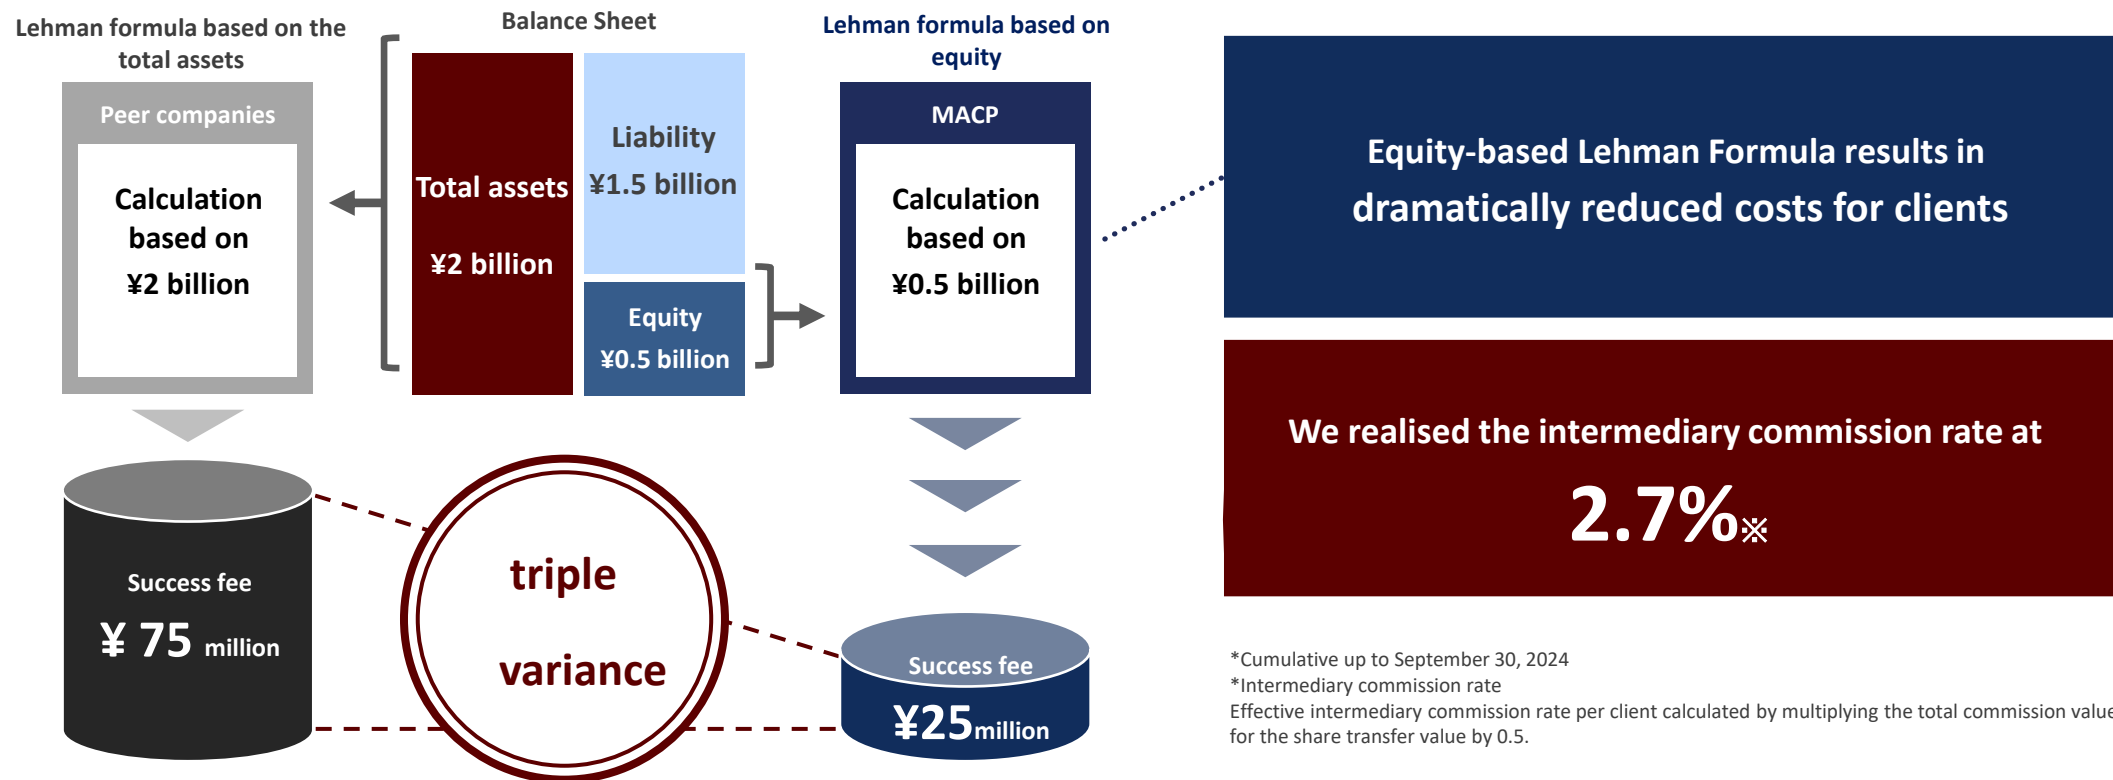 Lehman formula based on the
total assets
Peer companies
Calculation
based on
¥2 billion
Success fee
¥ 75 million
Balance Sheet
Total assets
¥2 billion
Liability
¥1.5 billion
Equity
¥0.5 billion
triple
variance
Lehman formula based on
equity
MACP
Calculation
based on
¥0.5 billion
Success fee
¥25million
Equity-based Lehman Formula results in
dramatically reduced costs for clients
We realised the intermediary commission rate at
2.7%※
*Cumulative up to September 30, 2024
*Intermediary commission rate
Effective intermediary commission rate per client calculated by multiplying the total commission value
for the share transfer value by 0.5.